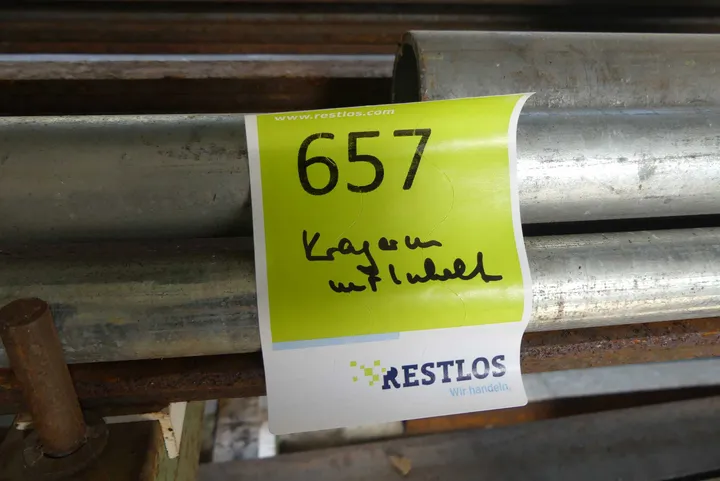 www.restlos.com
657
Kragarm
mit Inhalt
RESTLOS
Wir handeln.